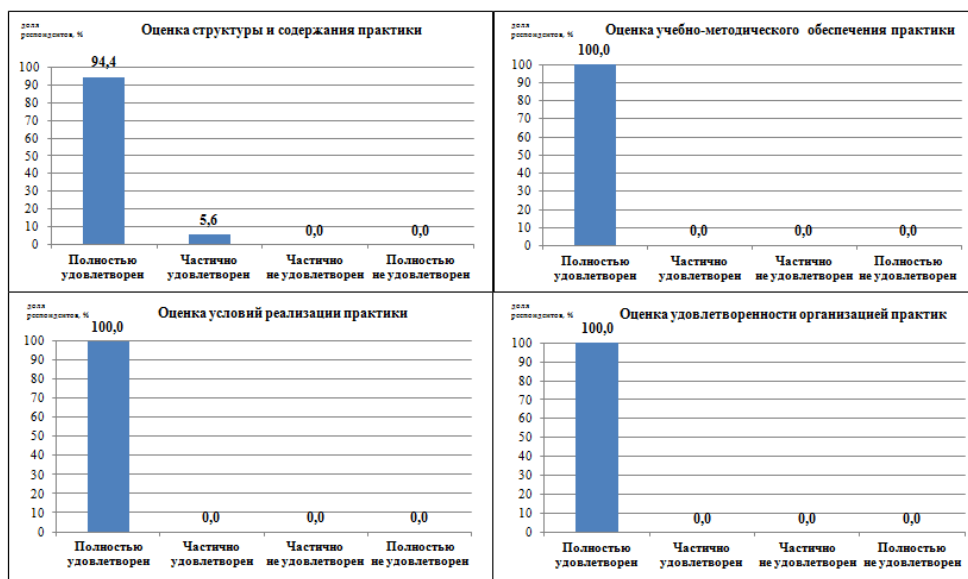 доля
респондентов, %
Оценка структуры и содержания практики
94,4
100
90
80
70
60
50
40
30
20
10
0
5,6
0,0
0,0
Полностью
удовлетворен
Частично
удовлетворен
Частично
не удовлетворен
Полностью
не удовлетворен
доля
респондентов, %
Оценка учебно-методического обеспечения практики
100,0
100
90
80
70
60
50
40
30
20
10
0
0,0
0,0
0,0
Полностью
удовлетворен
Частично
удовлетворен
Частично
не удовлетворен
Полностью
не удовлетворен
доля
респондентов, %
Оценка условий реализации практики
100,0
100
90
80
70
60
50
40
30
20
10
0
0,0
0,0
0,0
Полностью
удовлетворен
Частично
удовлетворен
Частично
не удовлетворен
Полностью
не удовлетворен
доля
респондентов, %
Оценка удовлетворенности организацией практик
100,0
100
90
80
70
60
50
40
30
20
10
0
0,0
0,0
0,0
Полностью
удовлетворен
Частично
удовлетворен
Частично
не удовлетворен
Полностью
не удовлетворен